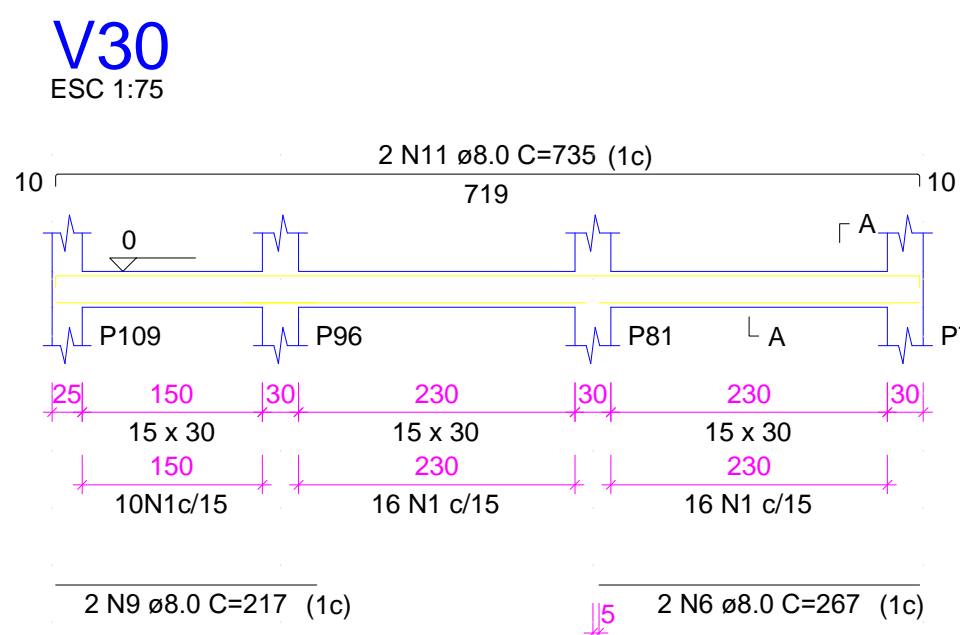 V30
ESC 1:75
2 N11 ø8.0 C=735 (1c)
10 719 10
0 A
P109 P96 P81 A
25 150 30 230 30 230 30
15 x 30 15 x 30 15 x 30
150 230 230
10N1c/15 16 N1 c/15 16 N1 c/15
2 N9 ø8.0 C=217 (1c) 2 N6 ø8.0 C=267 (1c)
5